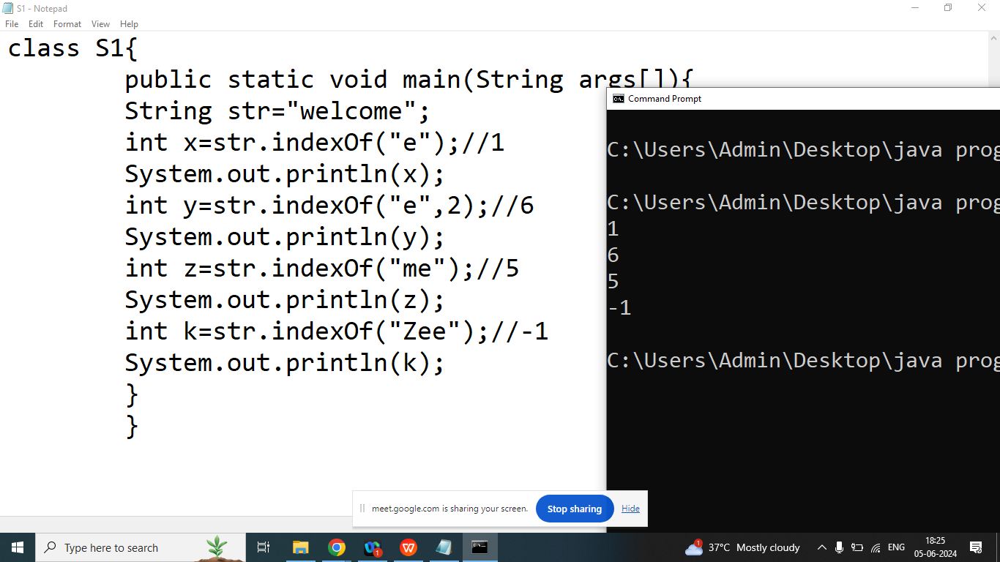 S1 - Notepad
File Edit Format View Help
class S1{
public static void main(String args[]){
String str="welcome";
int x=str.indexOf("e");//1
System.out.println(x);
int y=str.indexOf("e",2);//6
System.out.println(y);
int z=str.indexOf("me");//5
System.out.println(z);
int k=str.indexOf("Zee");//-1
System.out.println(k);
}
}
Command Prompt
C:\Users\Admin\Desktop\java prog
C:\Users\Admin\Desktop\java prog
1
6
5
-1
C:\Users\Admin\Desktop\java prog
meet.google.com is sharing your screen. Stop sharing Hide
Type here to search
1
W
1
37°C Mostly cloudy
ENG
18:25
05-06-2024